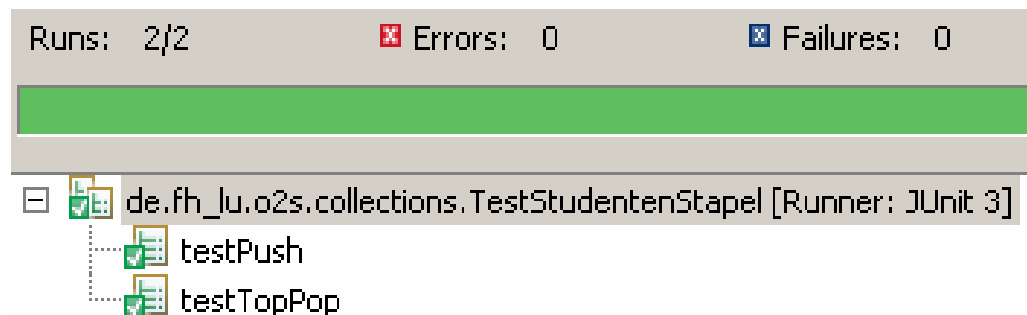 Runs: 2/2 Errors: 0 Failures: 0
de.fh_lu.o2s.collections.TestStudentenStapel [Runner: JUnit 3]
testPush
testTopPop